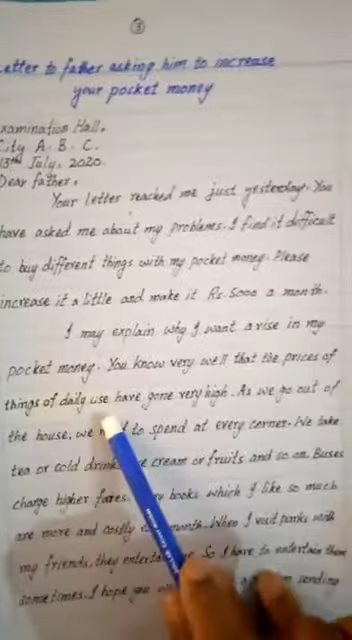 3
etter to father asking him to increase
your pocket money
xamination Hall.
City A. B. C.
13th July, 2020.
Dear father,
Your letter reached me just yesterday. You
have asked me about my problems. I find it difficult
to buy different things with my pocket money. Please
increase it a little and make it Rs. 5000 a month.
I may explain why I want a rise in my
pocket money. You know very well that the prices of
things of daily use have gone very high. As we go out of
the house, we to spend at every corner. We take
tea or cold drink cream or fruits and so on. Buses
charge higher fares. books which I like so much
are more and costly month. When I visit parks with
my friends, they So I have to entertain them
sometimes. I hope you sending